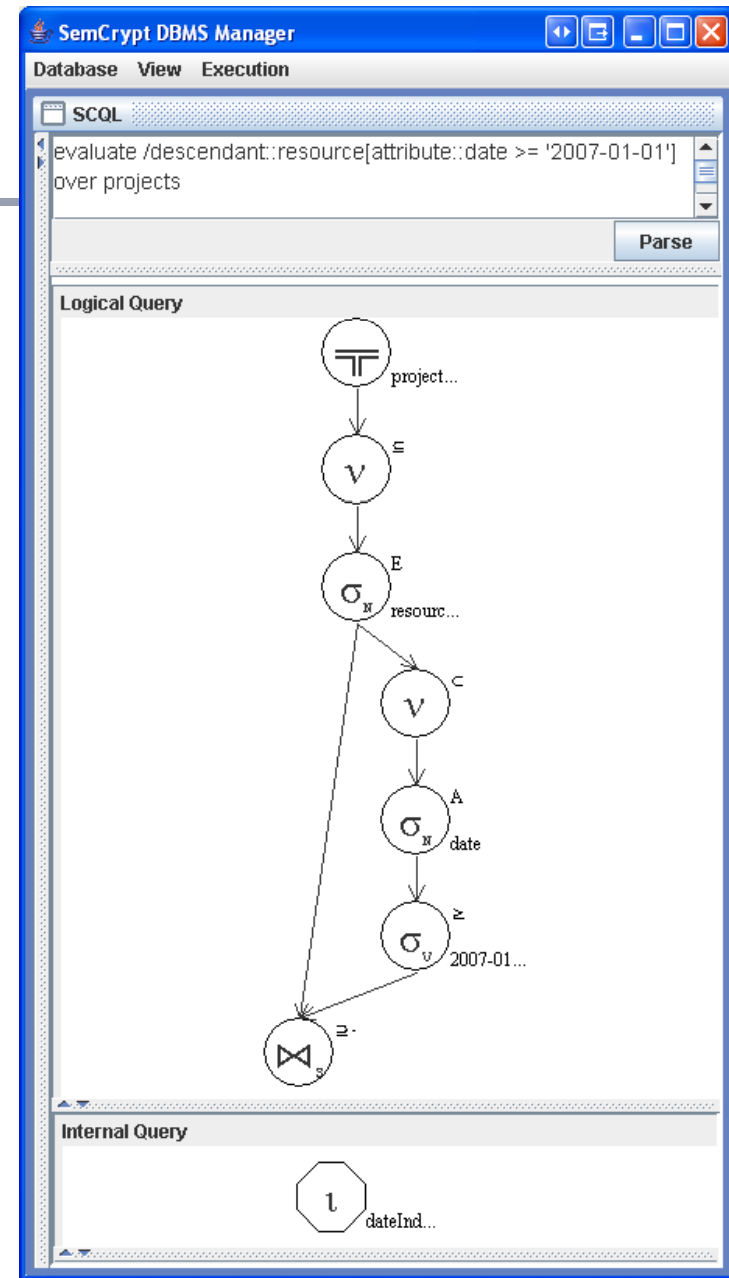 SemCrypt DBMS Manager
Database View Execution
SCQL
evaluate /descendant::resource[attribute::date >= '2007-01-01']
over projects
Parse
Logical Query
╤ project...
ν ⊆
σN E resourc...
ν ⊂
σN A date
σV ≥ 2007-01...
⋈S ⊇·
Internal Query
ι dateInd...